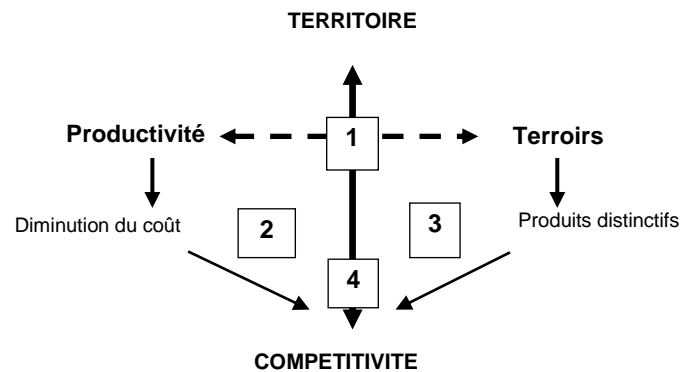 TERRITOIRE
Productivité
1
Terroirs
Diminution du coût
2
3
Produits distinctifs
4
COMPETITIVITE